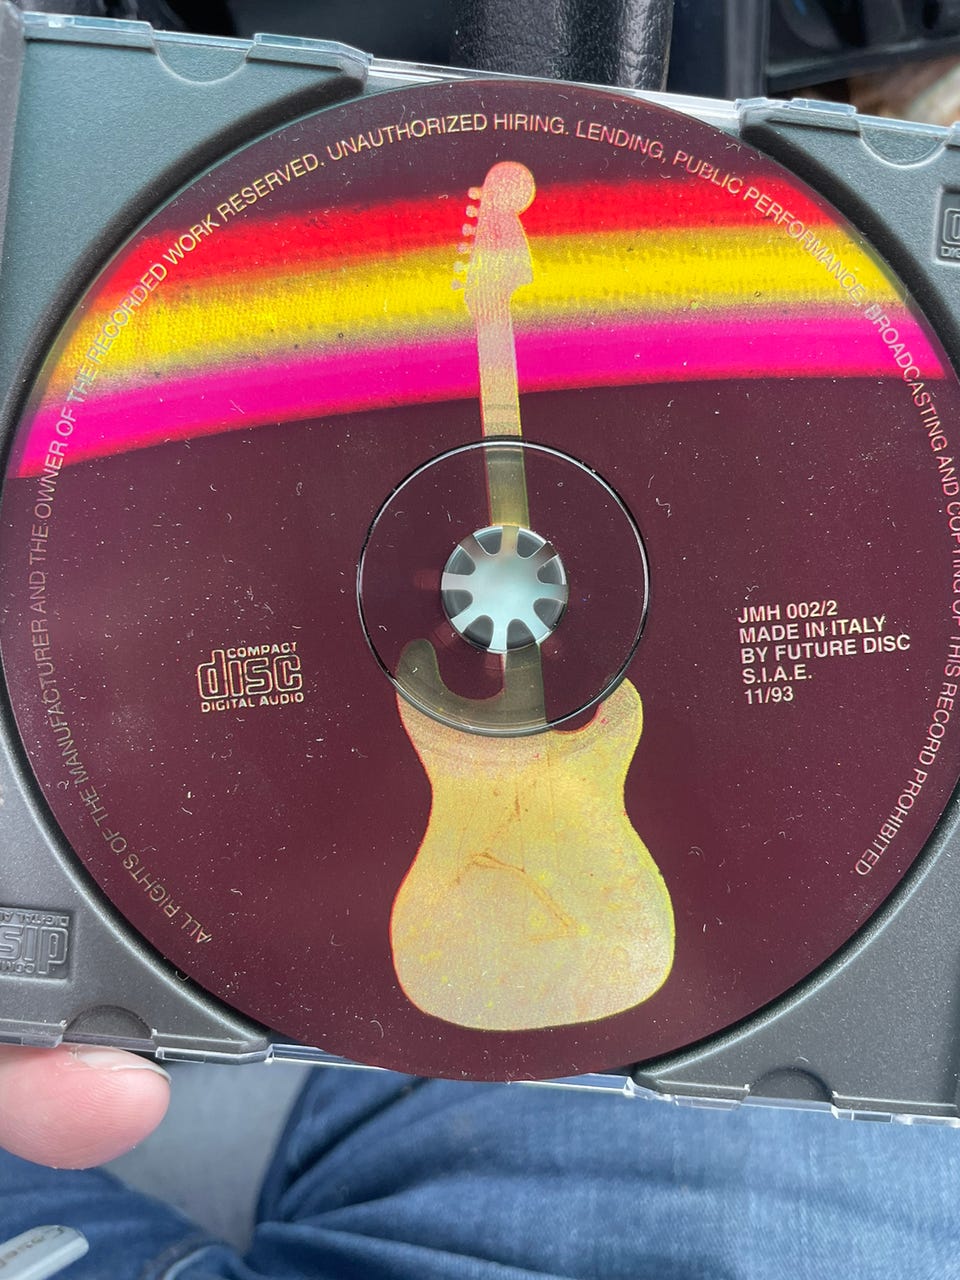 ALL RIGHTS OF THE MANUFACTURER AND THE OWNER OF THE RECORDED WORK RESERVED. UNAUTHORIZED HIRING. LENDING, PUBLIC PERFORMANCE, BROADCASTING AND COPYING OF THIS RECORD PROHIBITED
COMPACT
disc
DIGITAL AUDIO
JMH 002/2
MADE IN ITALY
BY FUTURE DISC
S.I.A.E.
11/93